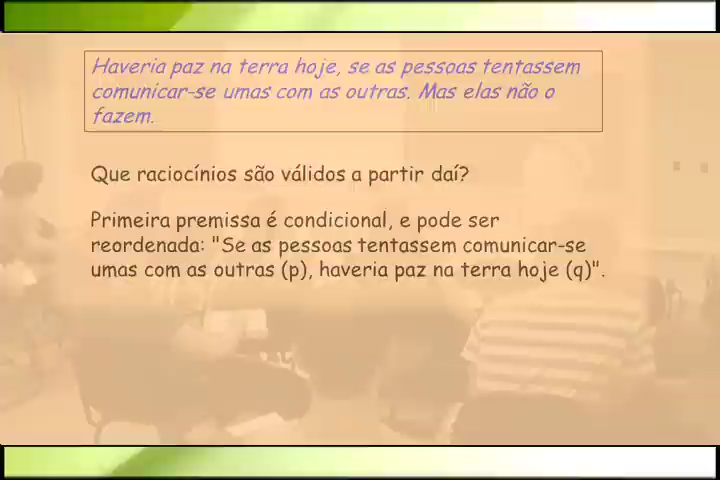 Haveria paz na terra hoje, se as pessoas tentassem
comunicar-se umas com as outras. Mas elas não o
fazem.
Que raciocínios são válidos a partir daí?
Primeira premissa é condicional, e pode ser
reordenada: "Se as pessoas tentassem comunicar-se
umas com as outras (p), haveria paz na terra hoje (q)".